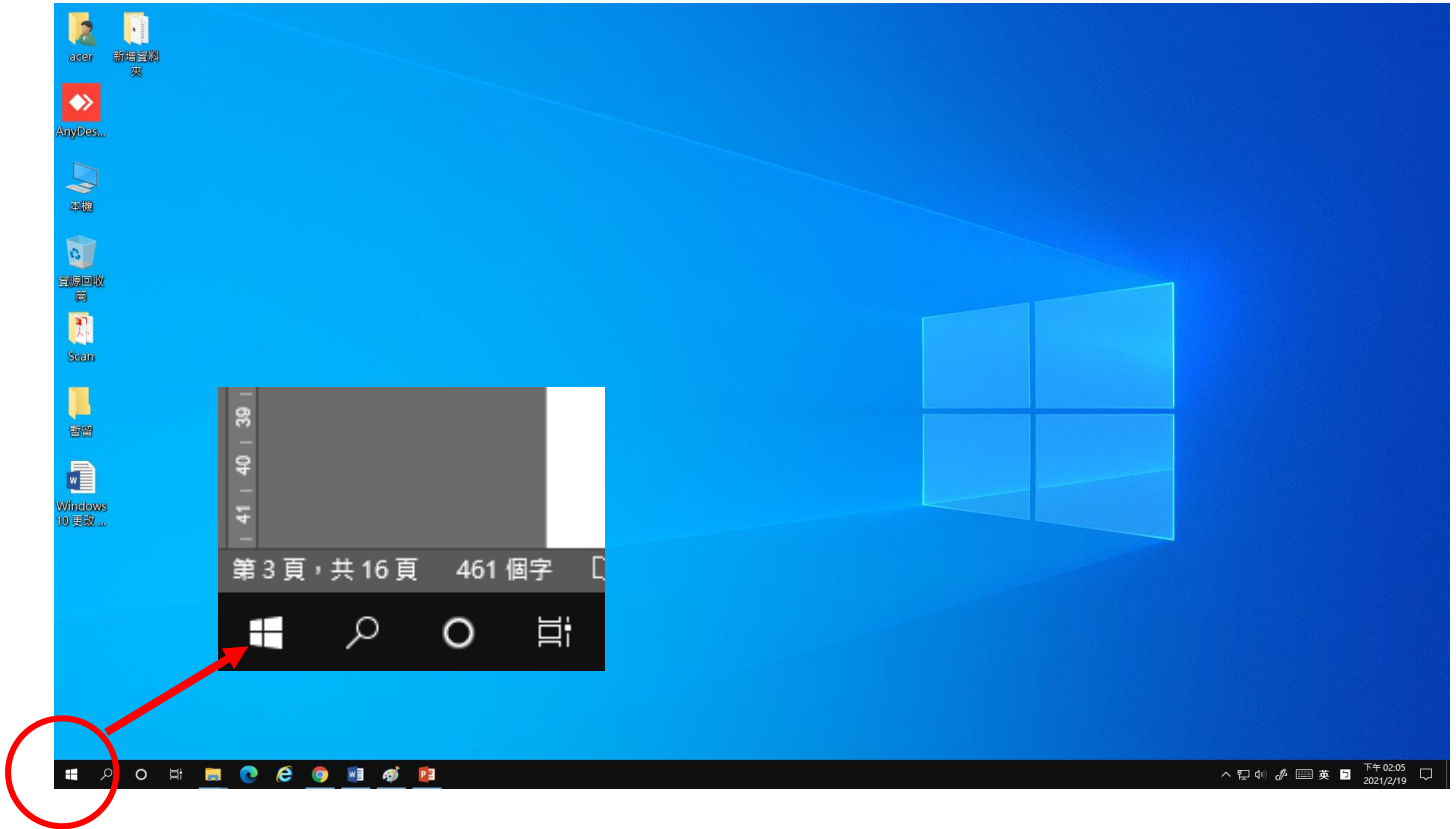 acer
新增資料
夾
AnyDes...
本機
資源回收
筒
Scan
暫留
Windows
10 更改 ...
39
40
41
第 3 頁，共 16 頁 461 個字
英
下午 02:05
2021/2/19